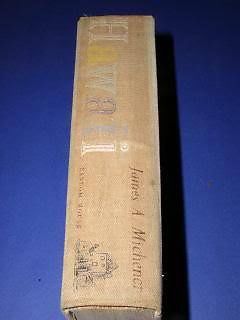 Hawaii
James A. Michener
RANDOM HOUSE